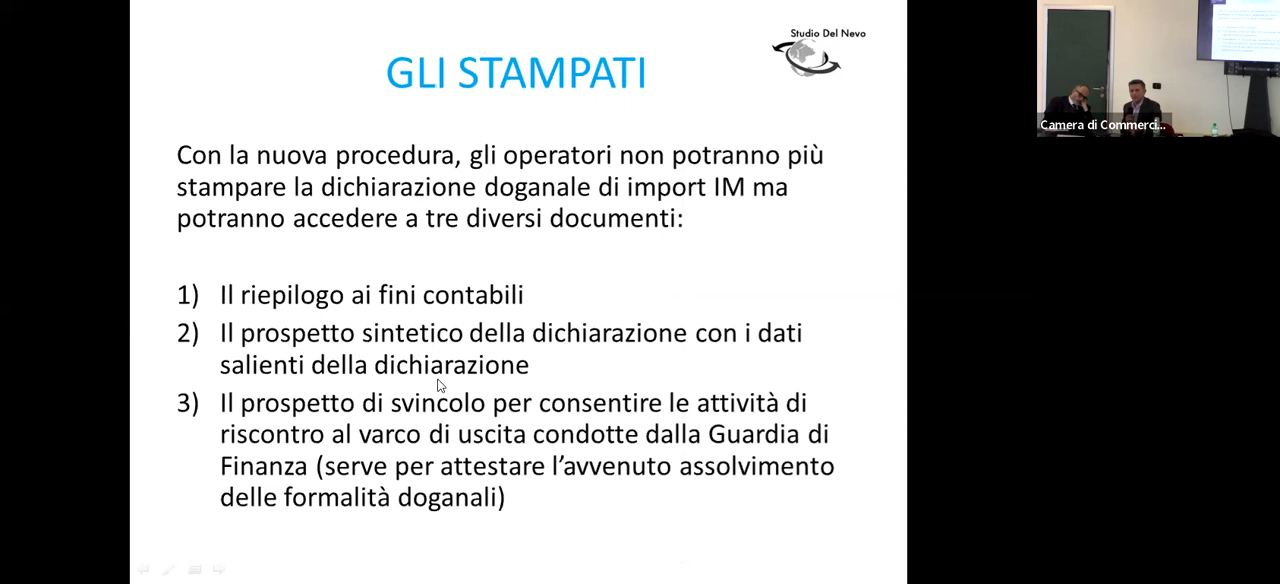 Studio Del Nevo
GLI STAMPATI
Con la nuova procedura, gli operatori non potranno più
stampare la dichiarazione doganale di import IM ma
potranno accedere a tre diversi documenti:
1) Il riepilogo ai fini contabili
2) Il prospetto sintetico della dichiarazione con i dati
salienti della dichiarazione
3) Il prospetto di svincolo per consentire le attività di
riscontro al varco di uscita condotte dalla Guardia di
Finanza (serve per attestare l’avvenuto assolvimento
delle formalità doganali)
Camera di Commerci...